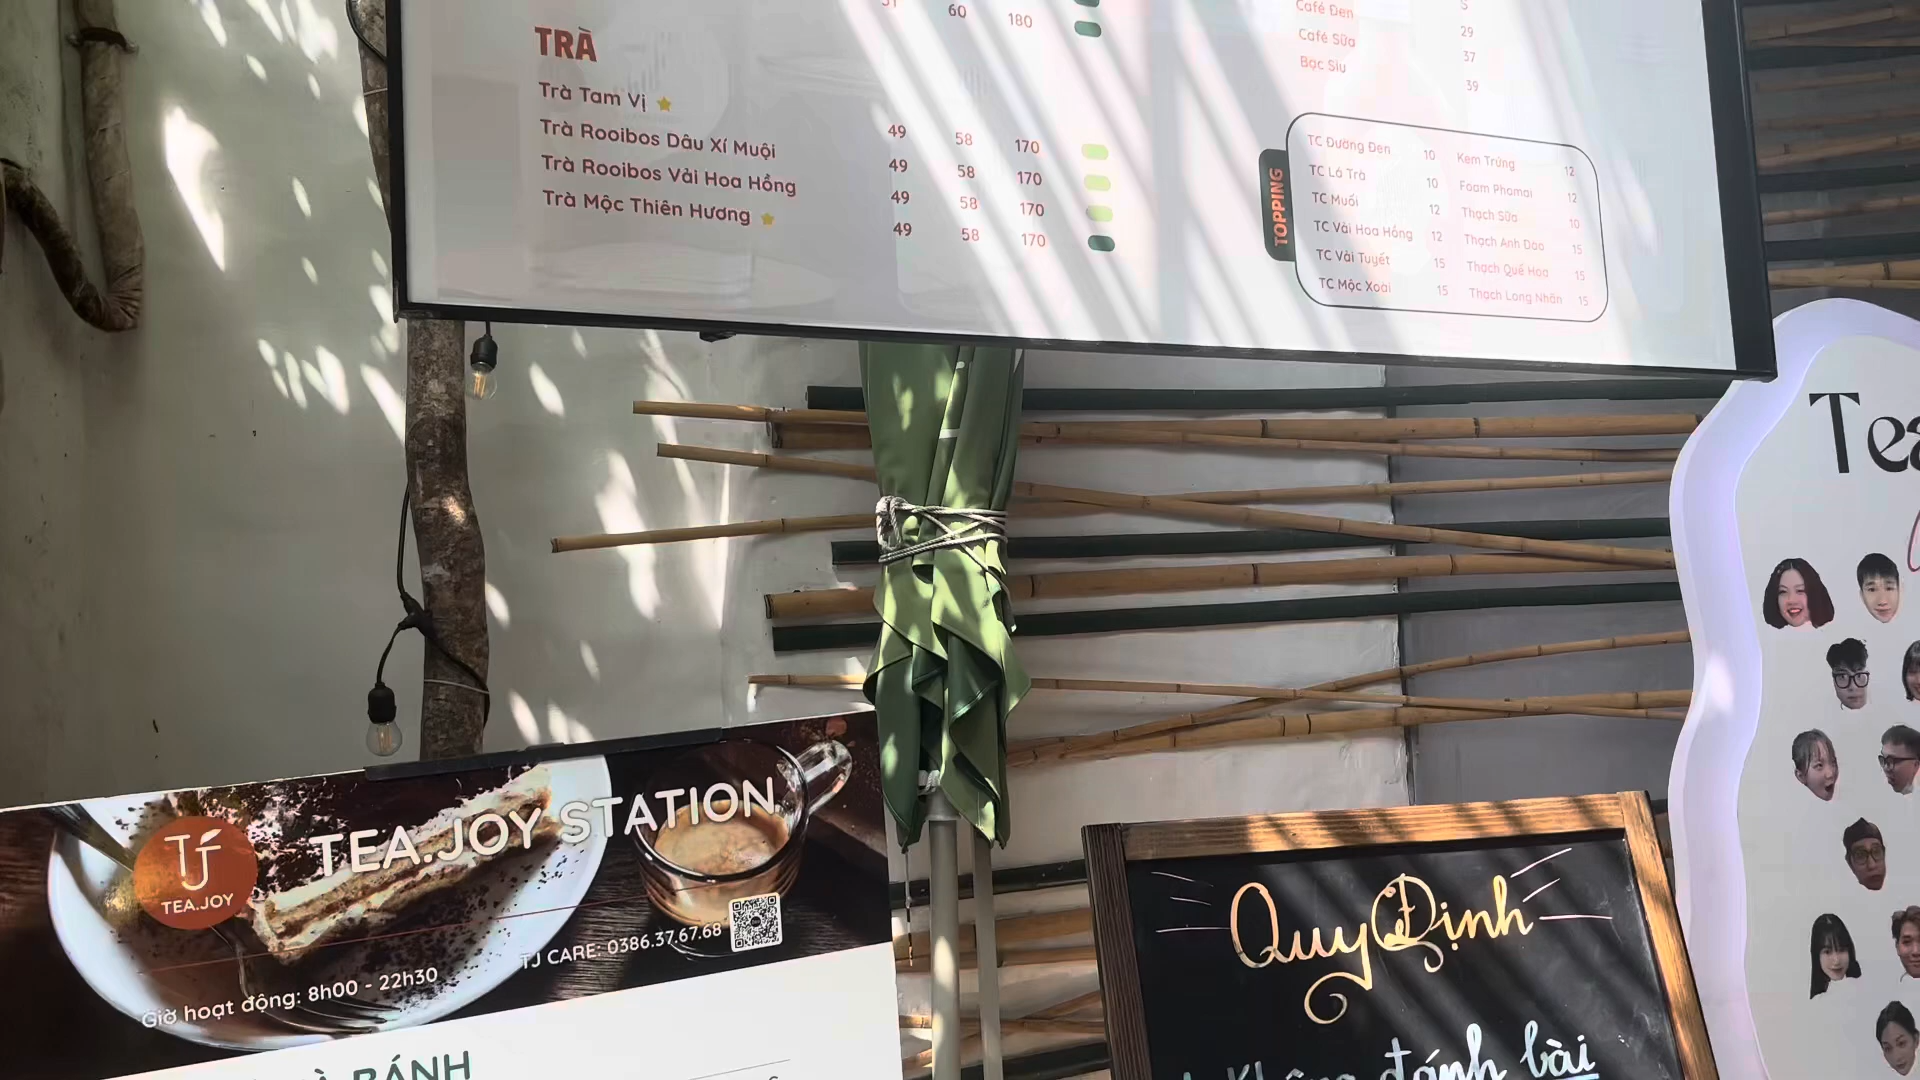 60 180
TRÀ
Trà Tam Vị 49 58 170
Trà Rooibos Dâu Xí Muội 49 58 170
Trà Rooibos Vải Hoa Hồng 49 58 170
Trà Mộc Thiên Hương 49 58 170
S
Café Đen 29
Café Sữa 37
Bạc Sỉu 39
TOPPING
TC Đường Đen 10 Kem Trứng 12
TC Lá Trà 10 Foam Phomai 12
TC Muối 12 Thạch Sữa 10
TC Vải Hoa Hồng 12 Thạch Anh Đào 15
TC Vải Tuyết 15 Thạch Quế Hoa 15
TC Mộc Xoài 15 Thạch Long Nhãn 15
TJ
TEA.JOY
TEA.JOY STATION
Giờ hoạt động: 8h00 - 22h30
TJ CARE: 0386.37.67.68
BÁNH
Quy Định
Không đánh bài